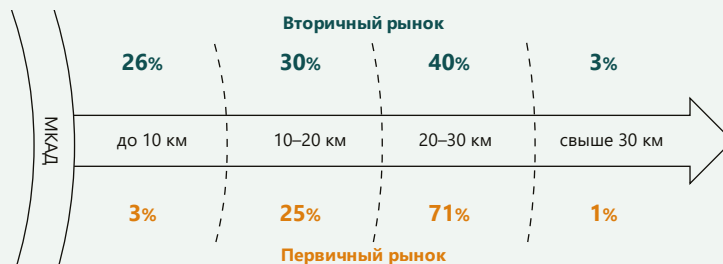 Вторичный рынок
26% 30% 40% 3%
МКАД
до 10 км 10–20 км 20–30 км свыше 30 км
3% 25% 71% 1%
Первичный рынок